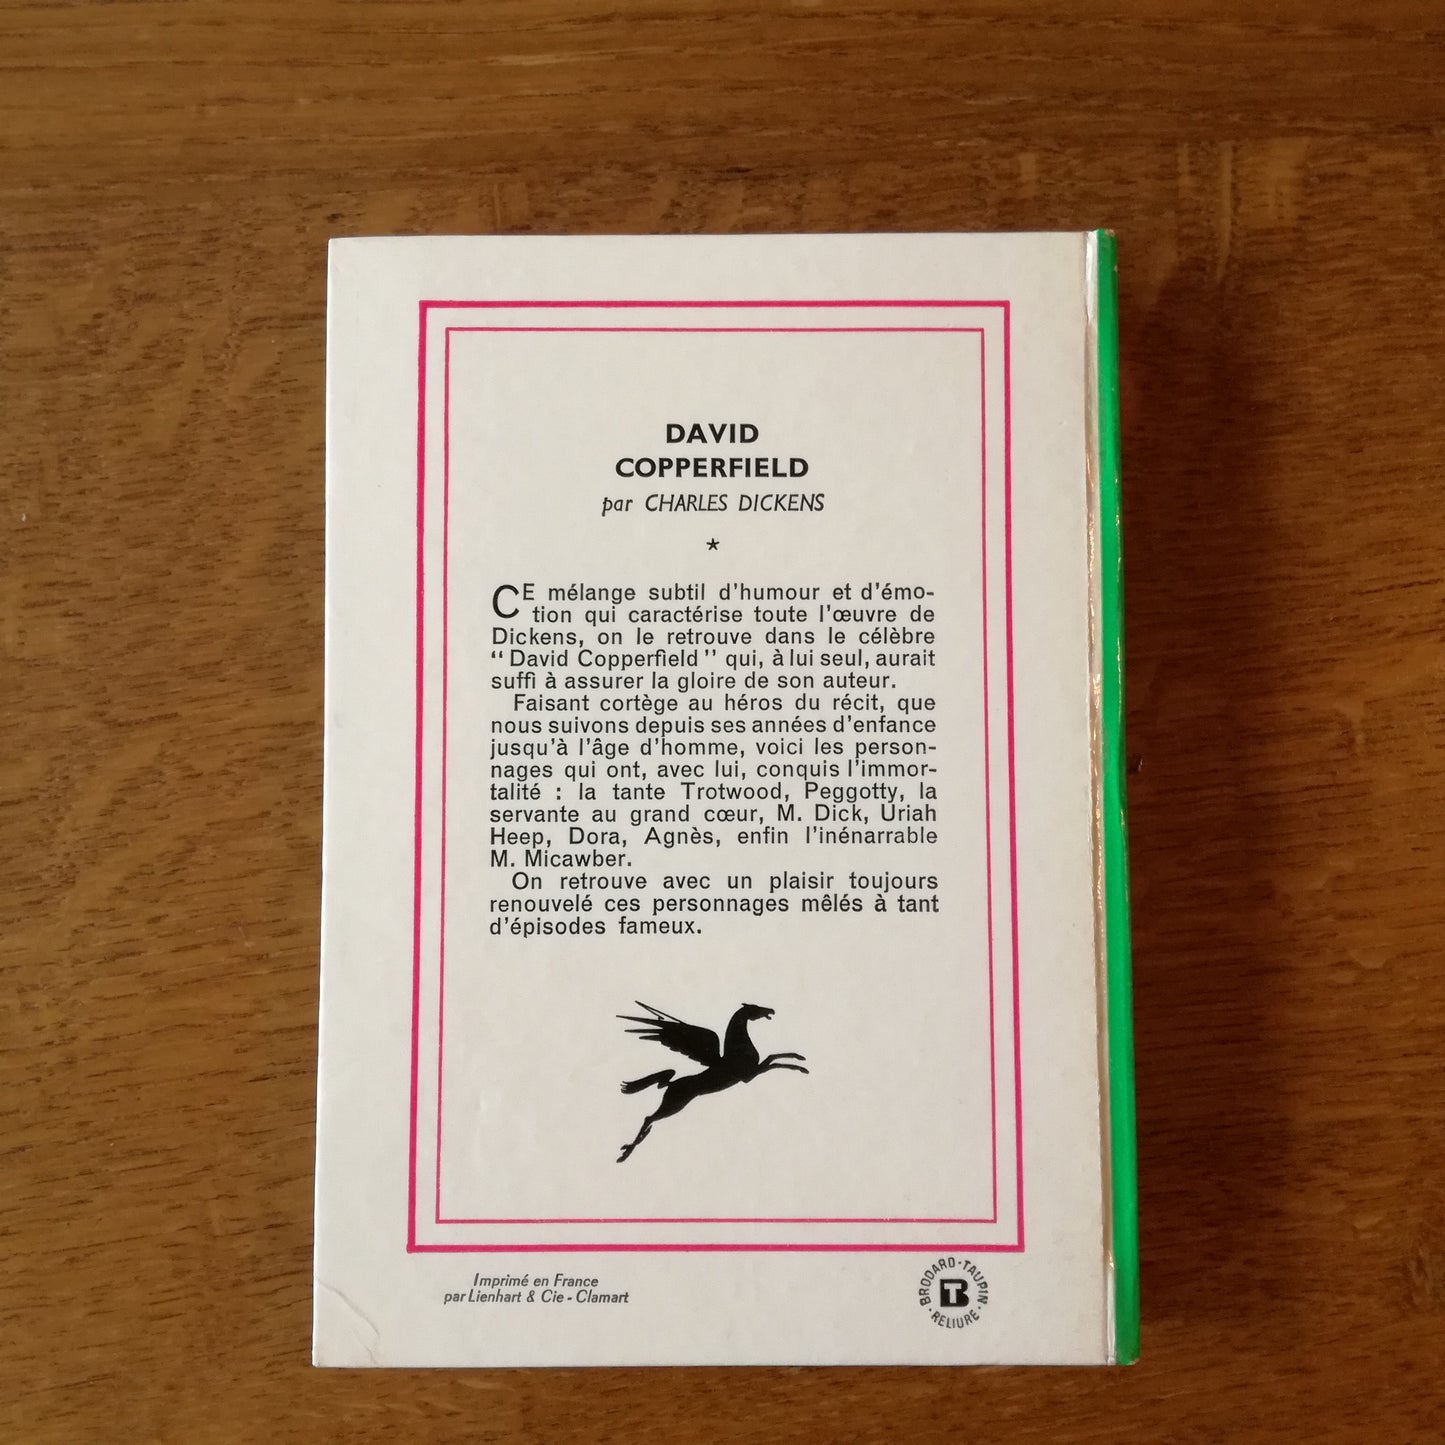 DAVID
COPPERFIELD
par CHARLES DICKENS
*
CE mélange subtil d'humour et d'émo-
tion qui caractérise toute l'œuvre de
Dickens, on le retrouve dans le célèbre
“David Copperfield” qui, à lui seul, aurait
suffi à assurer la gloire de son auteur.
Faisant cortège au héros du récit, que
nous suivons depuis ses années d'enfance
jusqu'à l'âge d'homme, voici les person-
nages qui ont, avec lui, conquis l'immor-
talité : la tante Trotwood, Peggotty, la
servante au grand cœur, M. Dick, Uriah
Heep, Dora, Agnès, enfin l'inénarrable
M. Micawber.
On retrouve avec un plaisir toujours
renouvelé ces personnages mêlés à tant
d'épisodes fameux.
Imprimé en France
par Lienhart & Cie - Clamart
BRODARD · TAUPIN
· RELIURE ·
TB